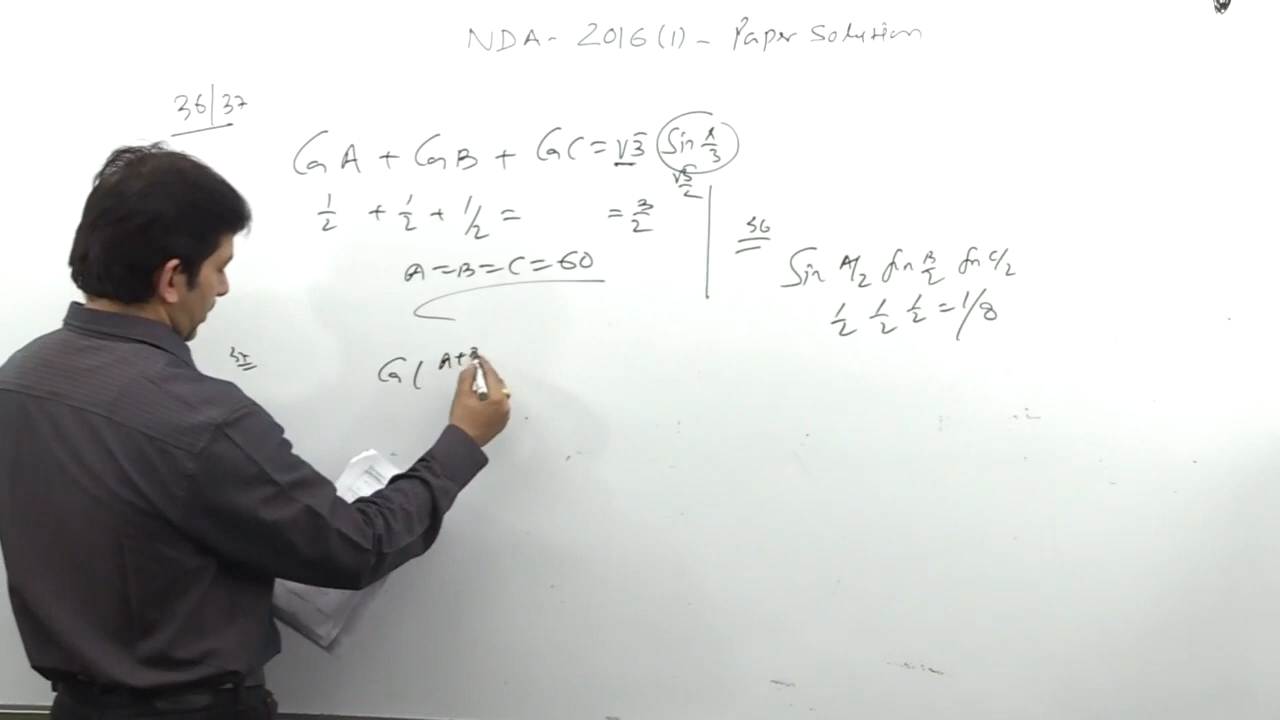 NDA - 2016 (1) - Paper Solution
36|37
Cos A + Cos B + Cos C = √3 Sin π/3
√3/2
1/2 + 1/2 + 1/2 = = 3/2
A = B = C = 60
36
Sin A/2 Sin B/2 Sin C/2
1/2 1/2 1/2 = 1/8
37
Cos ( A+B